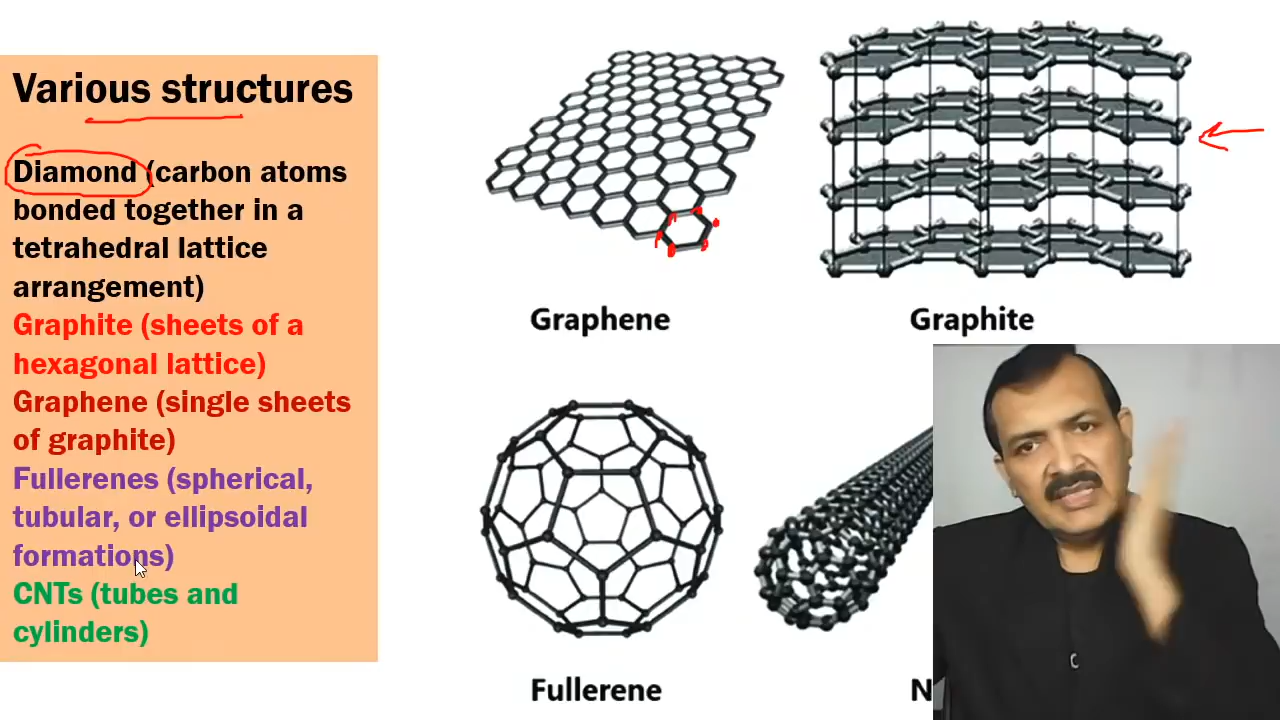 Various structures
Diamond (carbon atoms
bonded together in a
tetrahedral lattice
arrangement)
Graphite (sheets of a
hexagonal lattice)
Graphene (single sheets
of graphite)
Fullerenes (spherical,
tubular, or ellipsoidal
formations)
CNTs (tubes and
cylinders)
Graphene
Graphite
Fullerene